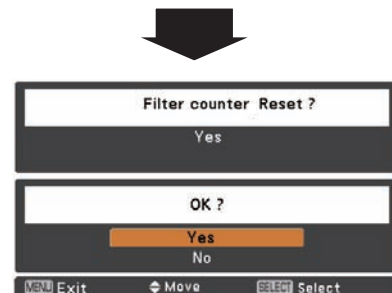 Filter counter Reset ?
Yes
OK ?
Yes
No
MENU Exit Move SELECT Select